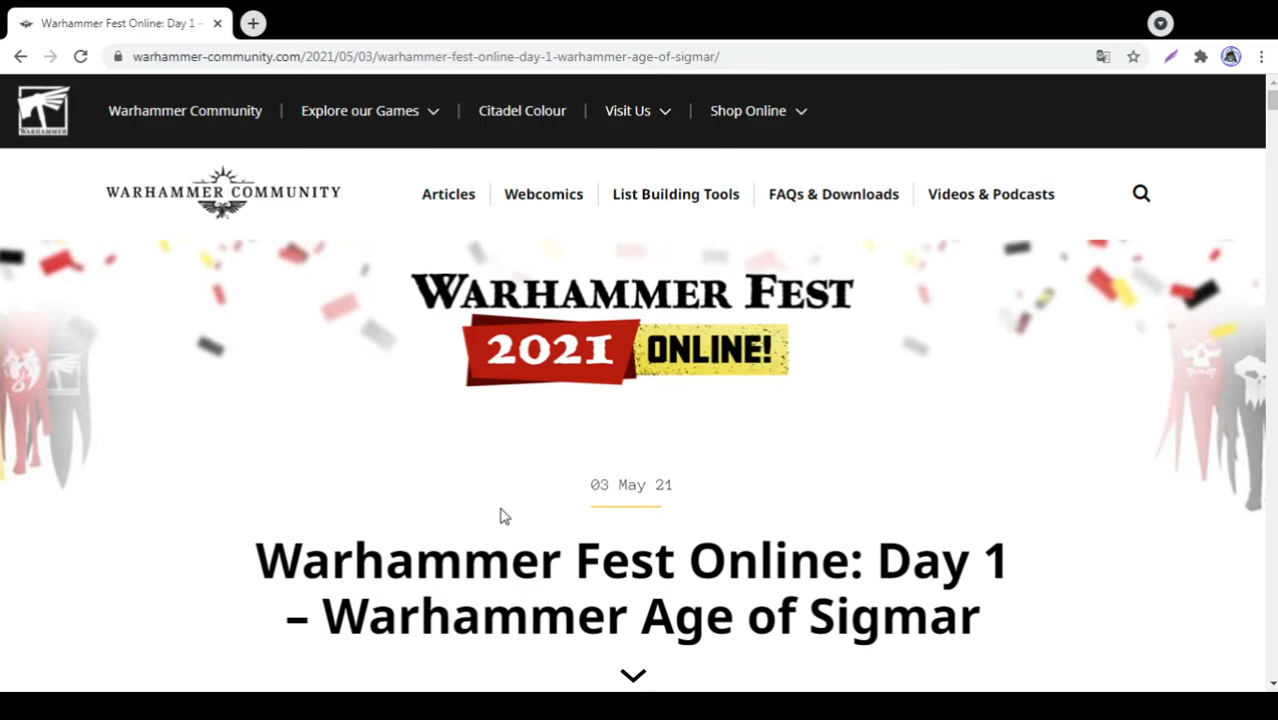 Warhammer Fest Online: Day 1 –
warhammer-community.com/2021/05/03/warhammer-fest-online-day-1-warhammer-age-of-sigmar/
WARHAMMER
Warhammer Community | Explore our Games | Citadel Colour | Visit Us | Shop Online
WARHAMMER COMMUNITY
Articles Webcomics List Building Tools FAQs & Downloads Videos & Podcasts
WARHAMMER FEST
2021 ONLINE!
03 May 21
Warhammer Fest Online: Day 1
– Warhammer Age of Sigmar